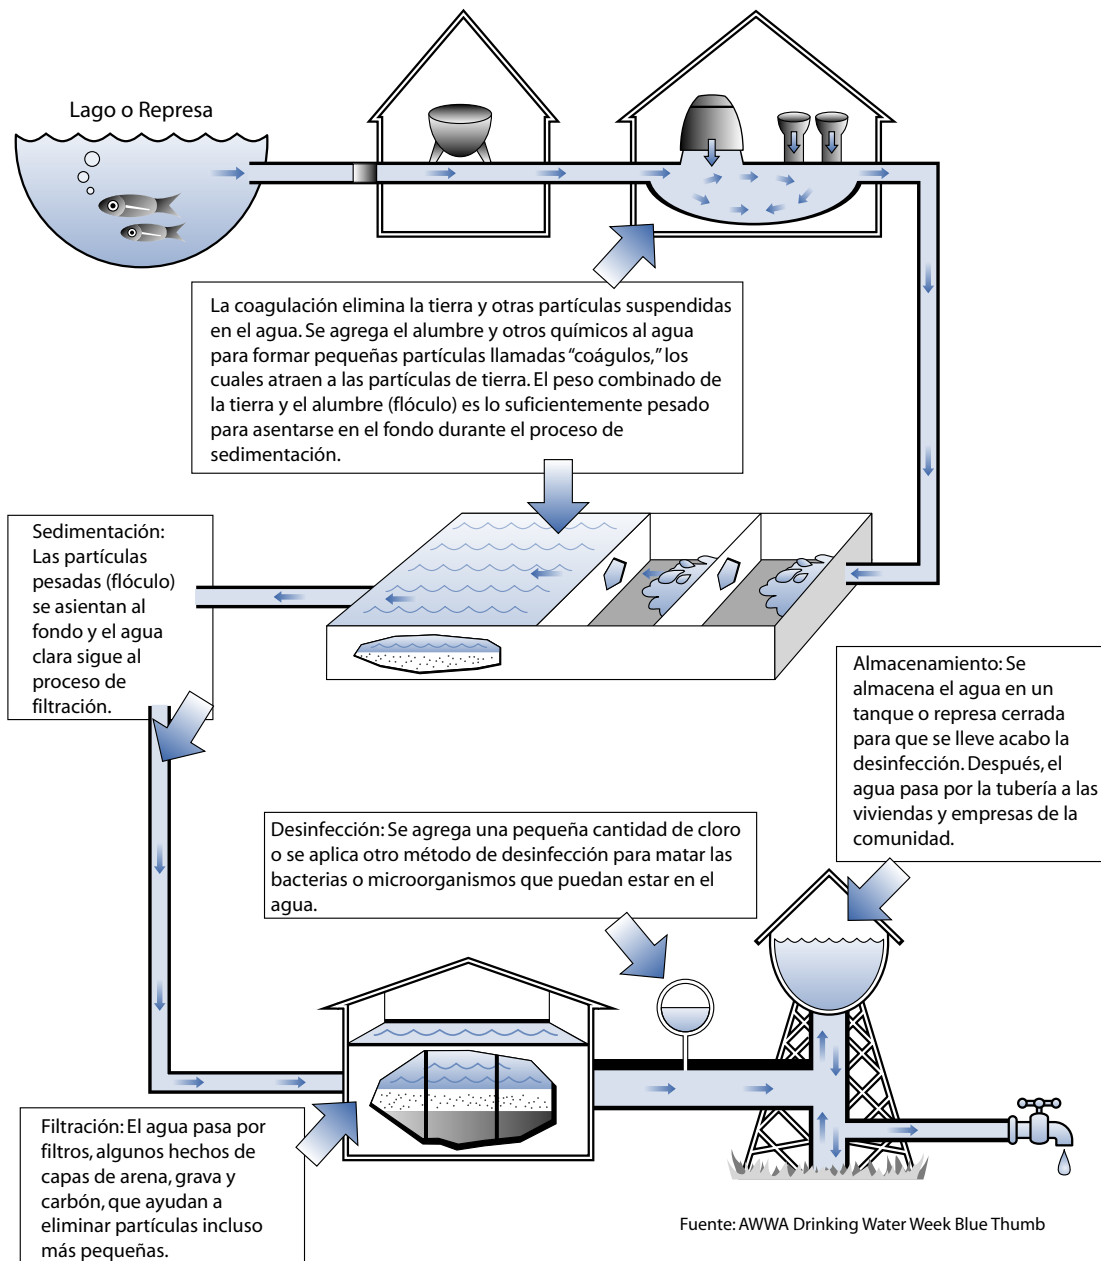 Lago o Represa
La coagulación elimina la tierra y otras partículas suspendidas
en el agua. Se agrega el alumbre y otros químicos al agua
para formar pequeñas partículas llamadas “coágulos,” los
cuales atraen a las partículas de tierra. El peso combinado de
la tierra y el alumbre (flóculo) es lo suficientemente pesado
para asentarse en el fondo durante el proceso de
sedimentación.
Sedimentación:
Las partículas
pesadas (flóculo)
se asientan al
fondo y el agua
clara sigue al
proceso de
filtración.
Almacenamiento: Se
almacena el agua en un
tanque o represa cerrada
para que se lleve acabo la
desinfección. Después, el
agua pasa por la tubería a las
viviendas y empresas de la
comunidad.
Desinfección: Se agrega una pequeña cantidad de cloro
o se aplica otro método de desinfección para matar las
bacterias o microorganismos que puedan estar en el
agua.
Filtración: El agua pasa por
filtros, algunos hechos de
capas de arena, grava y
carbón, que ayudan a
eliminar partículas incluso
más pequeñas.
Fuente: AWWA Drinking Water Week Blue Thumb